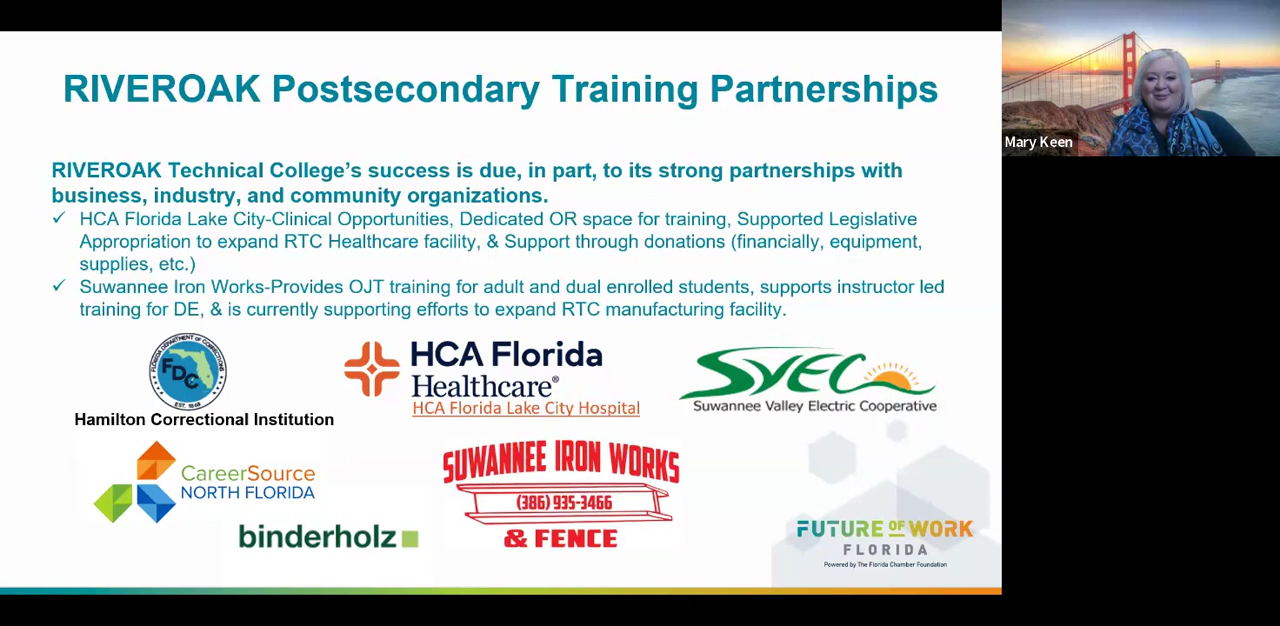 RIVEROAK Postsecondary Training Partnerships
Mary Keen
RIVEROAK Technical College’s success is due, in part, to its strong partnerships with
business, industry, and community organizations.
✓ HCA Florida Lake City-Clinical Opportunities, Dedicated OR space for training, Supported Legislative
Appropriation to expand RTC Healthcare facility, & Support through donations (financially, equipment,
supplies, etc.)
✓ Suwannee Iron Works-Provides OJT training for adult and dual enrolled students, supports instructor led
training for DE, & is currently supporting efforts to expand RTC manufacturing facility.
FLORIDA DEPARTMENT OF CORRECTIONS
FDC
Hamilton Correctional Institution
HCA Florida
Healthcare®
HCA Florida Lake City Hospital
SVEC
Suwannee Valley Electric Cooperative
CareerSource
NORTH FLORIDA
binderholz
SUWANNEE IRON WORKS
(386) 935-3466
& FENCE
FUTURE OF WORK
FLORIDA
Powered by The Florida Chamber Foundation